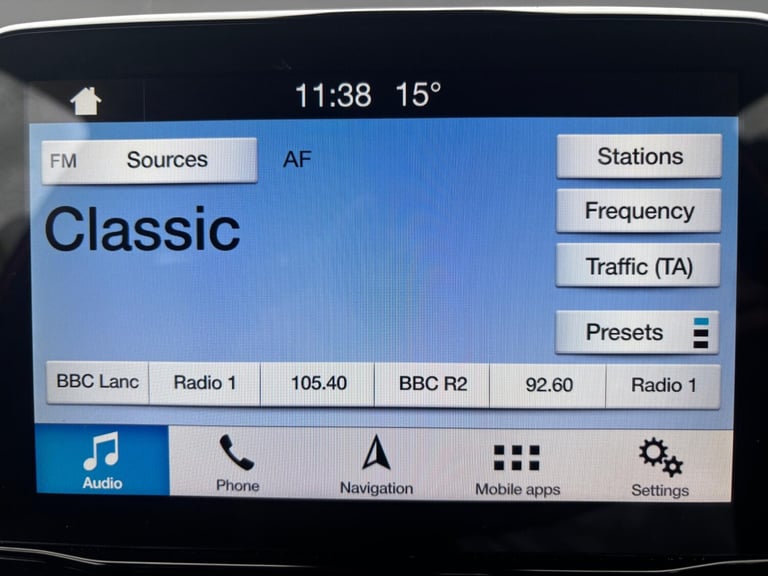 11:38 15°
FM Sources AF Stations
Classic
Frequency
Traffic (TA)
Presets
BBC Lanc Radio 1 105.40 BBC R2 92.60 Radio 1
Audio Phone Navigation Mobile apps Settings